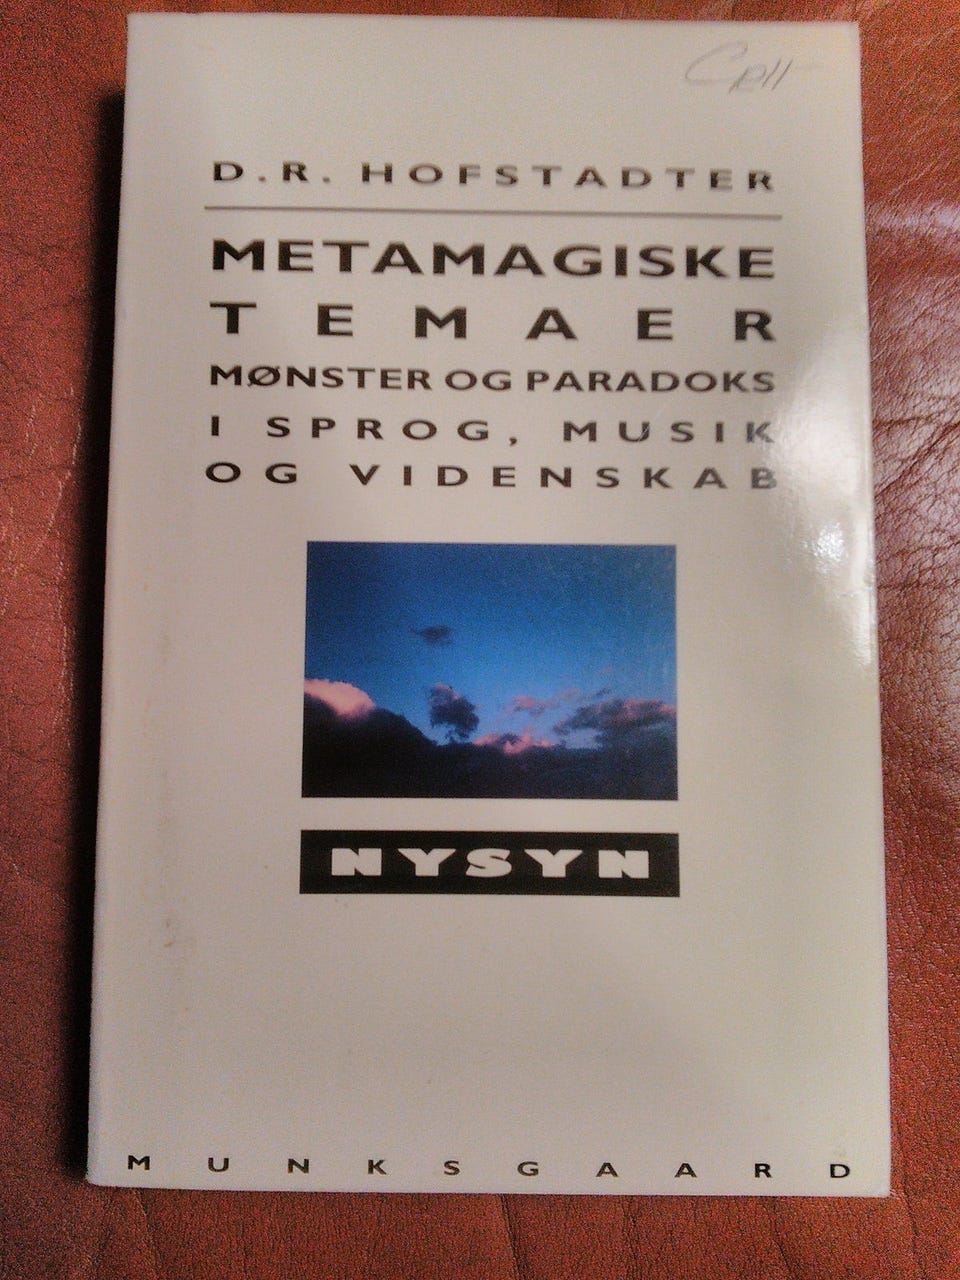 D.R. HOFSTADTER
METAMAGISKE
TEMAER
MØNSTER OG PARADOKS
I SPROG, MUSIK
OG VIDENSKAB
NYSYN
MUNKSGAARD